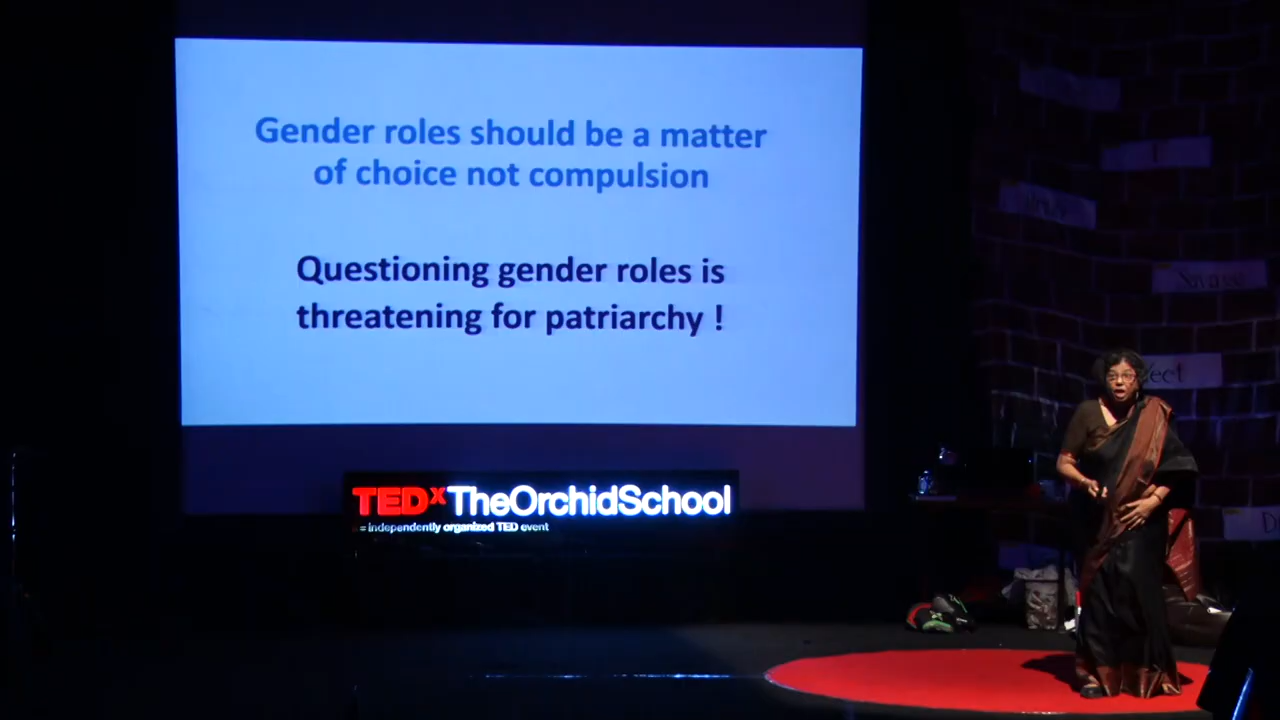 Gender roles should be a matter
of choice not compulsion
Questioning gender roles is
threatening for patriarchy !
TEDxTheOrchidSchool
= independently organized TED event